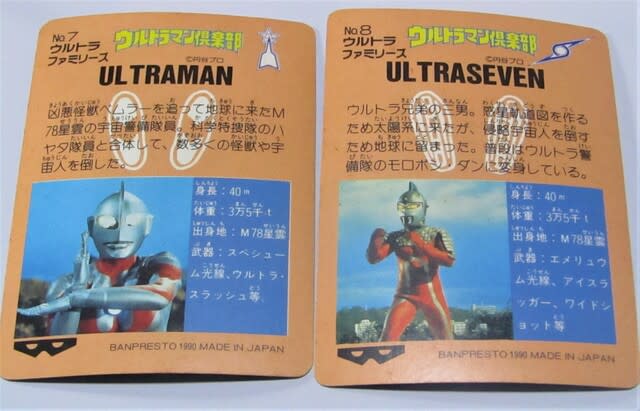 No.7
ウルトラ
ファミリーズ
ウルトラマン倶楽部
©円谷プロ
ULTRAMAN
凶悪怪獣ベムラーを追って地球に来たM
78星雲の宇宙警備隊員。科学特捜隊のハ
ヤタ隊員と合体して、数多くの怪獣や宇
宙人を倒した。
身長：40m
体重：3万5千t
出身地：M78星雲
武器：スペシュー
ム光線、ウルトラ・
スラッシュ等
BANPRESTO 1990 MADE IN JAPAN
No.8
ウルトラ
ファミリーズ
ウルトラマン倶楽部
©円谷プロ
ULTRASEVEN
ウルトラ兄弟の三男。惑星軌道図を作る
ため太陽系に来たが、侵略宇宙人を倒す
ため地球に留まった。普段はウルトラ警
備隊のモロボシ・ダンに変身している。
身長：40m
体重：3万5千t
出身地：M78星雲
武器：エメリュウ
ム光線、アイスラ
ッガー、ワイドシ
ョット等
BANPRESTO 1990 MADE IN JAPAN